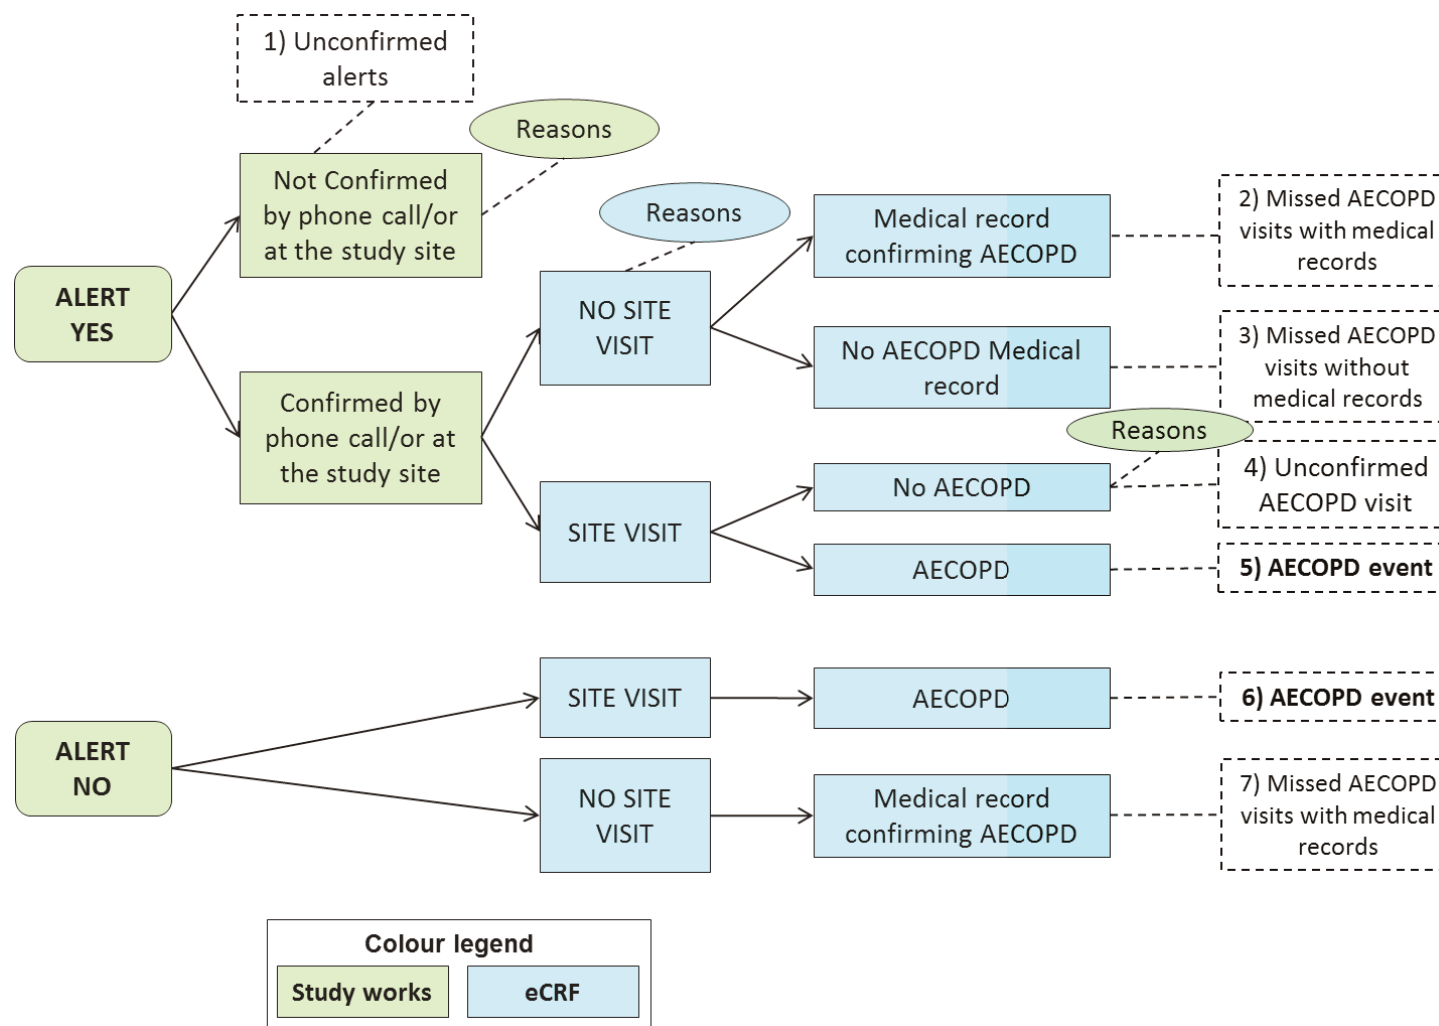 1) Unconfirmed
alerts
Reasons
Not Confirmed
by phone call/or
at the study site
Reasons
Medical record
confirming AECOPD
2) Missed AECOPD
visits with medical
records
ALERT
YES
NO SITE
VISIT
No AECOPD Medical
record
3) Missed AECOPD
visits without
medical records
Confirmed by
phone call/or at
the study site
Reasons
No AECOPD
4) Unconfirmed
AECOPD visit
SITE VISIT
AECOPD
5) AECOPD event
SITE VISIT
AECOPD
6) AECOPD event
ALERT
NO
NO SITE
VISIT
Medical record
confirming AECOPD
7) Missed AECOPD
visits with medical
records
Colour legend
Study works
eCRF